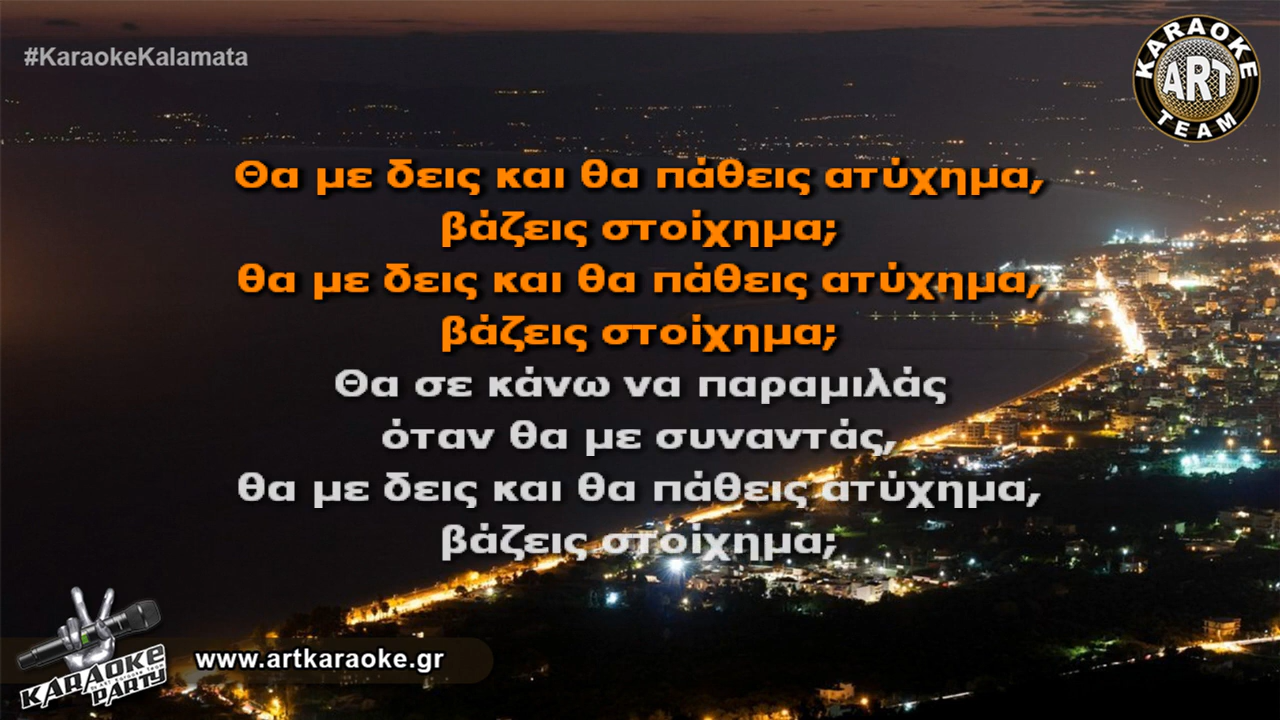 #KaraokeKalamata
KARAOKE
ART
TEAM
Θα με δεις και θα πάθεις ατύχημα,
βάζεις στοίχημα;
θα με δεις και θα πάθεις ατύχημα,
βάζεις στοίχημα;
Θα σε κάνω να παραμιλάς
όταν θα με συναντάς,
θα με δεις και θα πάθεις ατύχημα,
βάζεις στοίχημα;
KARAOKE
PARTY
www.artkaraoke.gr